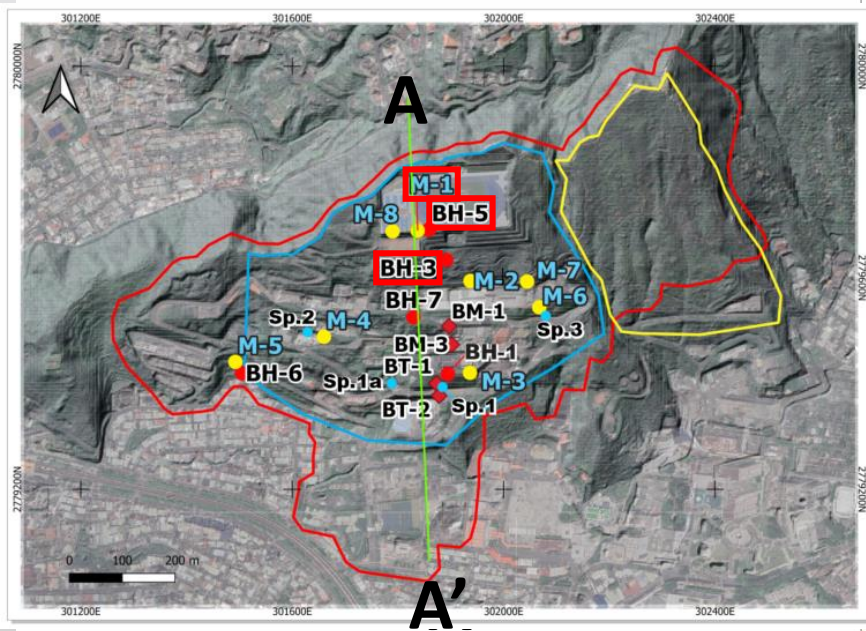 301200E 301600E 302000E 302400E
2780000N 2780000N
A
M-1
M-8 BH-5
BH-3
M-2 M-7
BH-7 M-6
BM-1
Sp.2 M-4 Sp.3
BM-3 BH-1
M-5 BT-1
BH-6 Sp.1a M-3
BT-2 Sp.1
2779600N
2779200N 2779200N
0 100 200 m
301200E 301600E 302000E 302400E
A’